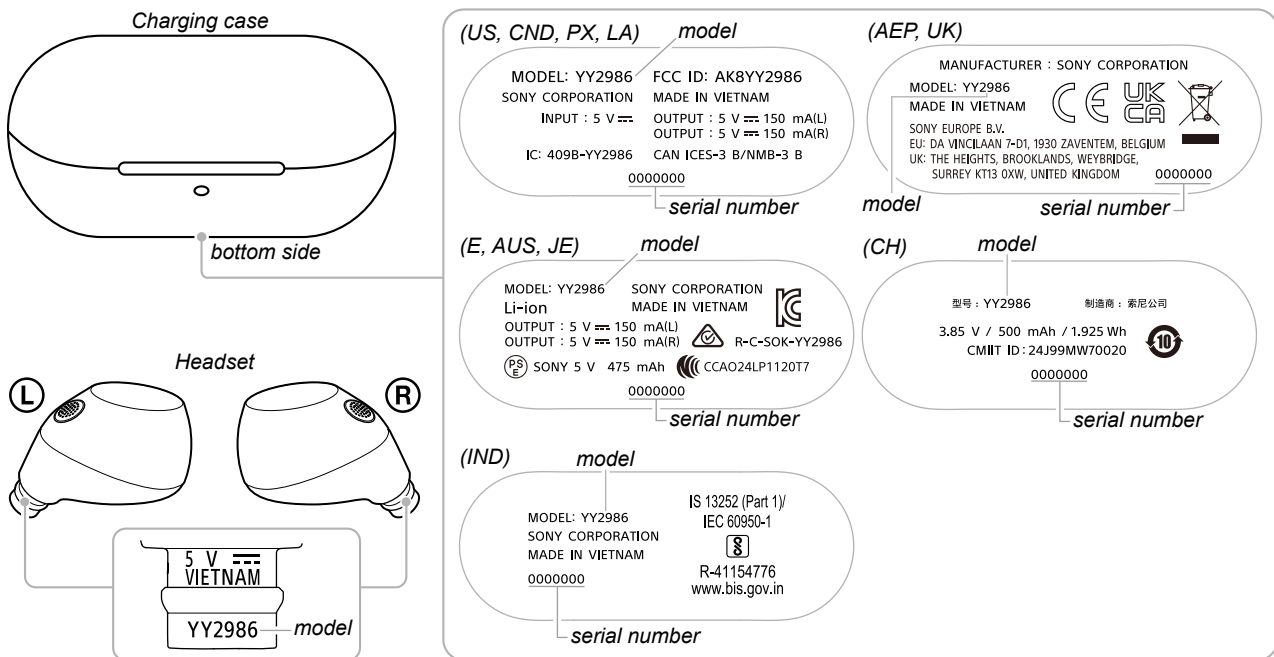 Charging case
bottom side
Headset
L
R
5 V
VIETNAM
YY2986
model
(US, CND, PX, LA)
model
MODEL: YY2986 FCC ID: AK8YY2986
SONY CORPORATION MADE IN VIETNAM
INPUT : 5 V ⎓ OUTPUT : 5 V ⎓ 150 mA(L)
OUTPUT : 5 V ⎓ 150 mA(R)
IC: 409B-YY2986 CAN ICES-3 B/NMB-3 B
0000000
serial number
(AEP, UK)
MANUFACTURER : SONY CORPORATION
MODEL: YY2986
MADE IN VIETNAM
CE
UK
CA
SONY EUROPE B.V.
EU: DA VINCILAAN 7-D1, 1930 ZAVENTEM, BELGIUM
UK: THE HEIGHTS, BROOKLANDS, WEYBRIDGE,
SURREY KT13 0XW, UNITED KINGDOM
0000000
model
serial number
(E, AUS, JE)
model
MODEL: YY2986 SONY CORPORATION
Li-ion MADE IN VIETNAM
OUTPUT : 5 V ⎓ 150 mA(L)
OUTPUT : 5 V ⎓ 150 mA(R) R-C-SOK-YY2986
PS
E
SONY 5 V 475 mAh CCAO24LP1120T7
0000000
serial number
(CH)
model
型号 : YY2986 制造商 : 索尼公司
3.85 V / 500 mAh / 1.925 Wh
CMIIT ID : 24J99MW70020
10
0000000
serial number
(IND)
model
MODEL: YY2986
SONY CORPORATION
MADE IN VIETNAM
0000000
IS 13252 (Part 1)/
IEC 60950-1
R-41154776
www.bis.gov.in
serial number